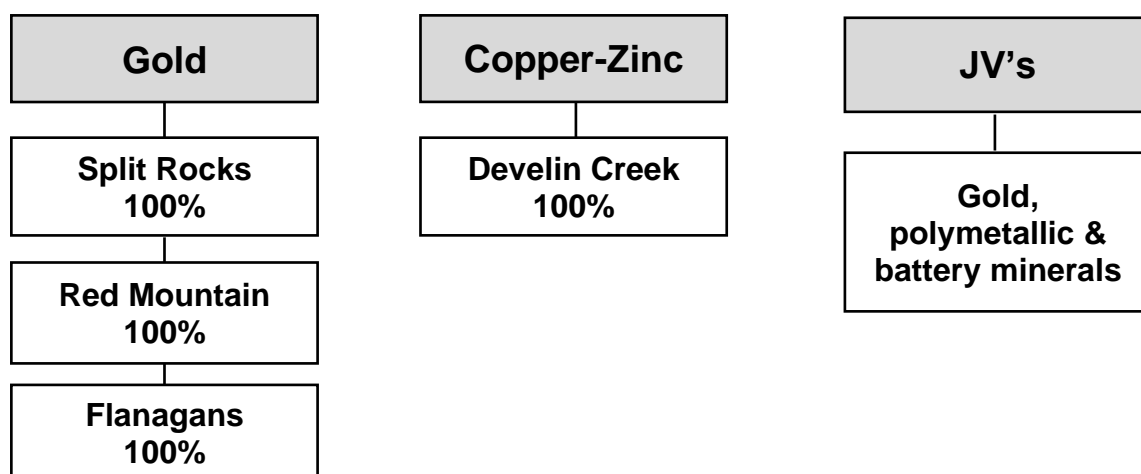 Gold
Split Rocks
100%
Red Mountain
100%
Flanagans
100%
Copper-Zinc
Develin Creek
100%
JV’s
Gold,
polymetallic &
battery minerals